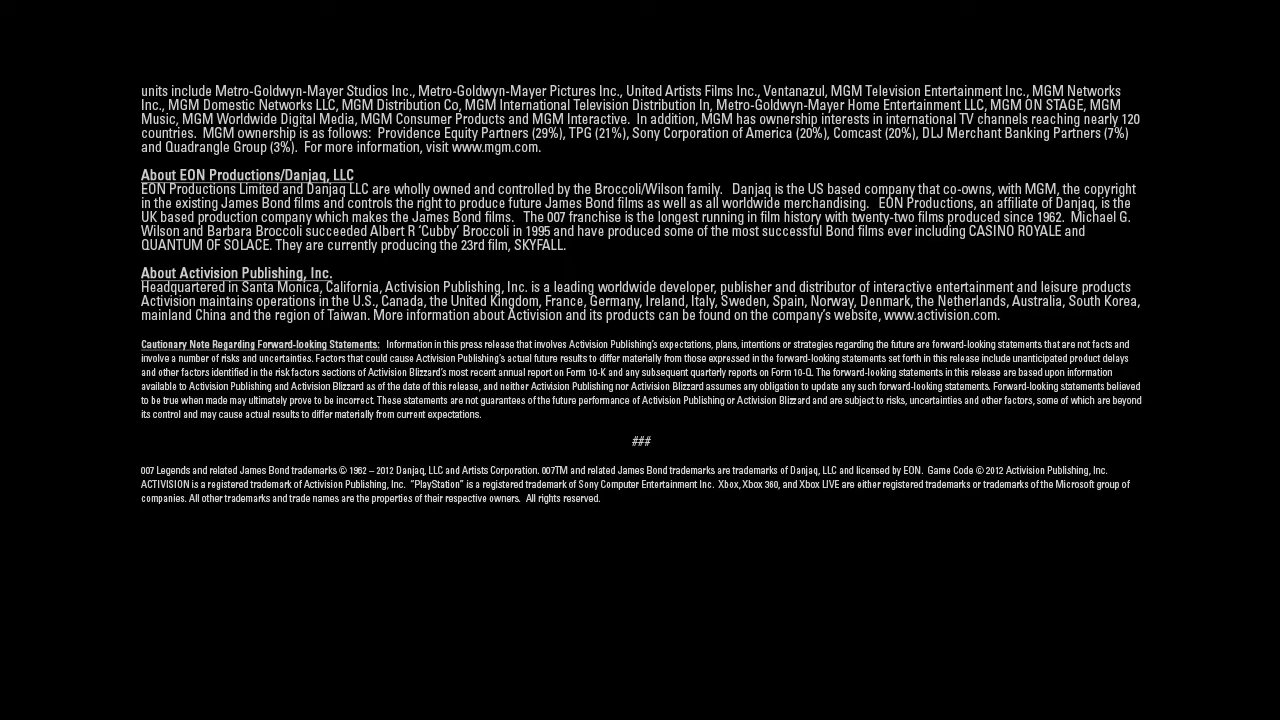 units include Metro-Goldwyn-Mayer Studios Inc., Metro-Goldwyn-Mayer Pictures Inc., United Artists Films Inc., Ventanazul, MGM Television Entertainment Inc., MGM Networks
Inc., MGM Domestic Networks LLC, MGM Distribution Co, MGM International Television Distribution In, Metro-Goldwyn-Mayer Home Entertainment LLC, MGM ON STAGE, MGM
Music, MGM Worldwide Digital Media, MGM Consumer Products and MGM Interactive.  In addition, MGM has ownership interests in international TV channels reaching nearly 120
countries.  MGM ownership is as follows:  Providence Equity Partners (29%), TPG (21%), Sony Corporation of America (20%), Comcast (20%), DLJ Merchant Banking Partners (7%)
and Quadrangle Group (3%).  For more information, visit www.mgm.com.
About EON Productions/Danjaq, LLC
EON Productions Limited and Danjaq LLC are wholly owned and controlled by the Broccoli/Wilson family.   Danjaq is the US based company that co-owns, with MGM, the copyright
in the existing James Bond films and controls the right to produce future James Bond films as well as all worldwide merchandising.   EON Productions, an affiliate of Danjaq, is the
UK based production company which makes the James Bond films.   The 007 franchise is the longest running in film history with twenty-two films produced since 1962.  Michael G.
Wilson and Barbara Broccoli succeeded Albert R ‘Cubby’ Broccoli in 1995 and have produced some of the most successful Bond films ever including CASINO ROYALE and
QUANTUM OF SOLACE. They are currently producing the 23rd film, SKYFALL.
About Activision Publishing, Inc.
Headquartered in Santa Monica, California, Activision Publishing, Inc. is a leading worldwide developer, publisher and distributor of interactive entertainment and leisure products
Activision maintains operations in the U.S., Canada, the United Kingdom, France, Germany, Ireland, Italy, Sweden, Spain, Norway, Denmark, the Netherlands, Australia, South Korea,
mainland China and the region of Taiwan. More information about Activision and its products can be found on the company’s website, www.activision.com.
Cautionary Note Regarding Forward-looking Statements:  Information in this press release that involves Activision Publishing’s expectations, plans, intentions or strategies regarding the future are forward-looking statements that are not facts and
involve a number of risks and uncertainties. Factors that could cause Activision Publishing’s actual future results to differ materially from those expressed in the forward-looking statements set forth in this release include unanticipated product delays
and other factors identified in the risk factors sections of Activision Blizzard’s most recent annual report on Form 10-K and any subsequent quarterly reports on Form 10-Q. The forward-looking statements in this release are based upon information
available to Activision Publishing and Activision Blizzard as of the date of this release, and neither Activision Publishing nor Activision Blizzard assumes any obligation to update any such forward-looking statements. Forward-looking statements believed
to be true when made may ultimately prove to be incorrect. These statements are not guarantees of the future performance of Activision Publishing or Activision Blizzard and are subject to risks, uncertainties and other factors, some of which are beyond
its control and may cause actual results to differ materially from current expectations.
###
007 Legends and related James Bond trademarks © 1962 – 2012 Danjaq, LLC and Artists Corporation. 007TM and related James Bond trademarks are trademarks of Danjaq, LLC and licensed by EON.  Game Code © 2012 Activision Publishing, Inc.
ACTIVISION is a registered trademark of Activision Publishing, Inc.  “PlayStation” is a registered trademark of Sony Computer Entertainment Inc.  Xbox, Xbox 360, and Xbox LIVE are either registered trademarks or trademarks of the Microsoft group of
companies. All other trademarks and trade names are the properties of their respective owners.  All rights reserved.